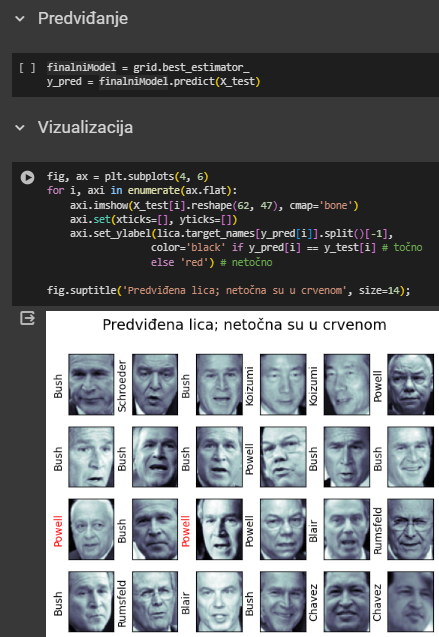 Predviđanje
[ ] finalniModel = grid.best_estimator_
y_pred = finalniModel.predict(X_test)
Vizualizacija
fig, ax = plt.subplots(4, 6)
for i, axi in enumerate(ax.flat):
axi.imshow(X_test[i].reshape(62, 47), cmap='bone')
axi.set(xticks=[], yticks=[])
axi.set_ylabel(lica.target_names[y_pred[i]].split()[-1],
color='black' if y_pred[i] == y_test[i] # točno
else 'red') # netočno
fig.suptitle('Predviđena lica; netočna su u crvenom', size=14);
Predviđena lica; netočna su u crvenom
Bush Schroeder Bush Koizumi Koizumi Powell
Bush Bush Bush Powell Bush Bush
Powell Bush Powell Powell Blair Rumsfeld
Bush Rumsfeld Blair Bush Chavez Chavez